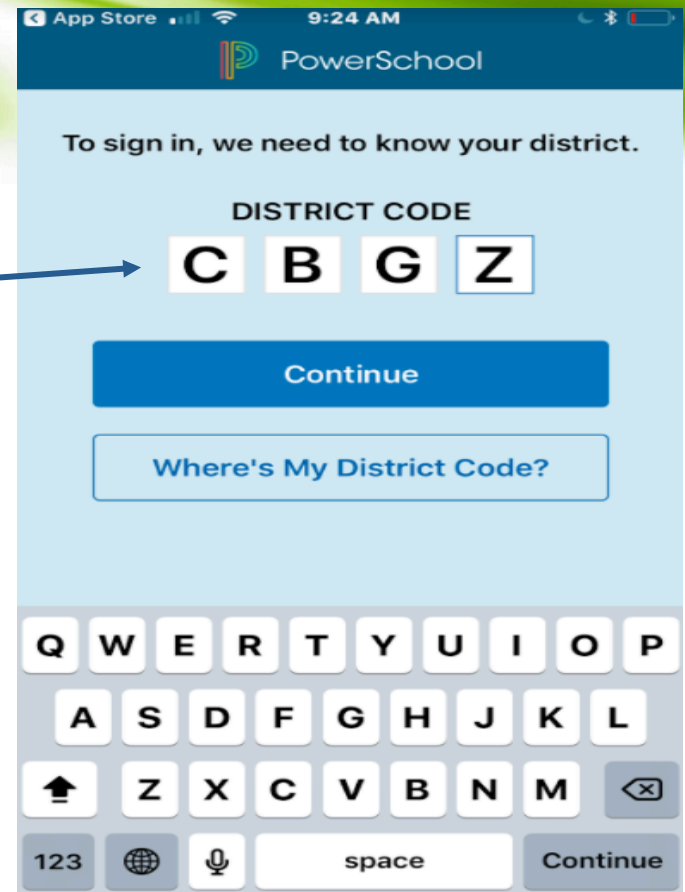 App Store 9:24 AM
PowerSchool
To sign in, we need to know your district.
DISTRICT CODE
C B G Z
Continue
Where's My District Code?
Q W E R T Y U I O P
A S D F G H J K L
Z X C V B N M
123 space Continue